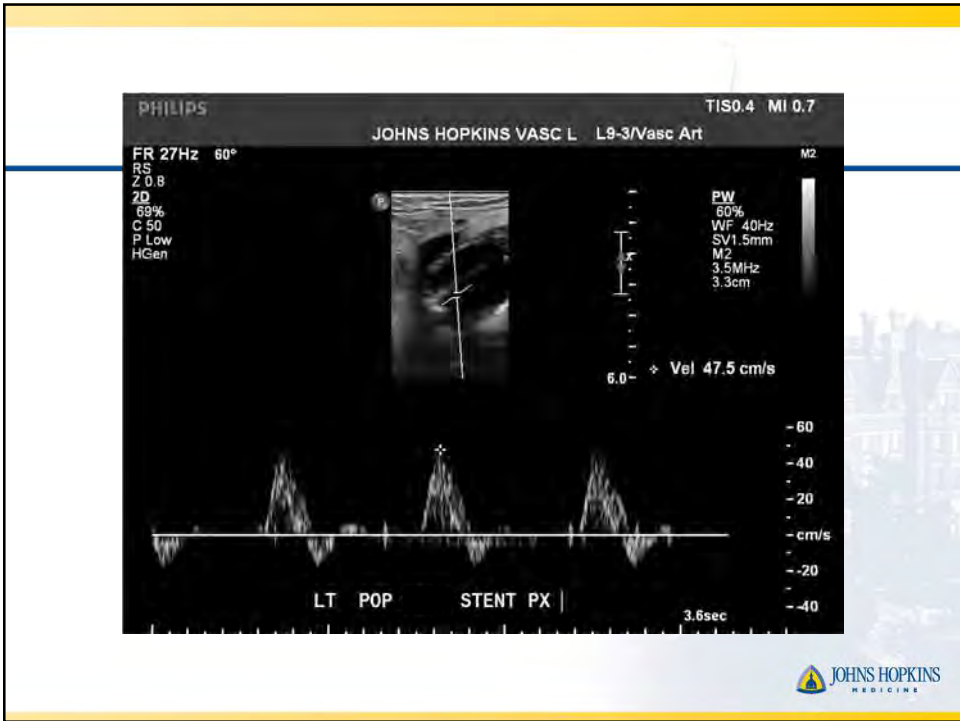 PHILIPS TIS0.4 MI 0.7
JOHNS HOPKINS VASC L L9-3/Vasc Art
FR 27Hz 60°
RS
Z 0.8
2D
69%
C 50
P Low
HGen
P
M2
PW
60%
WF 40Hz
SV1.5mm
M2
3.5MHz
3.3cm
6.0
Vel 47.5 cm/s
60
40
20
cm/s
-20
-40
LT POP STENT PX
3.6sec
JOHNS HOPKINS
MEDICINE